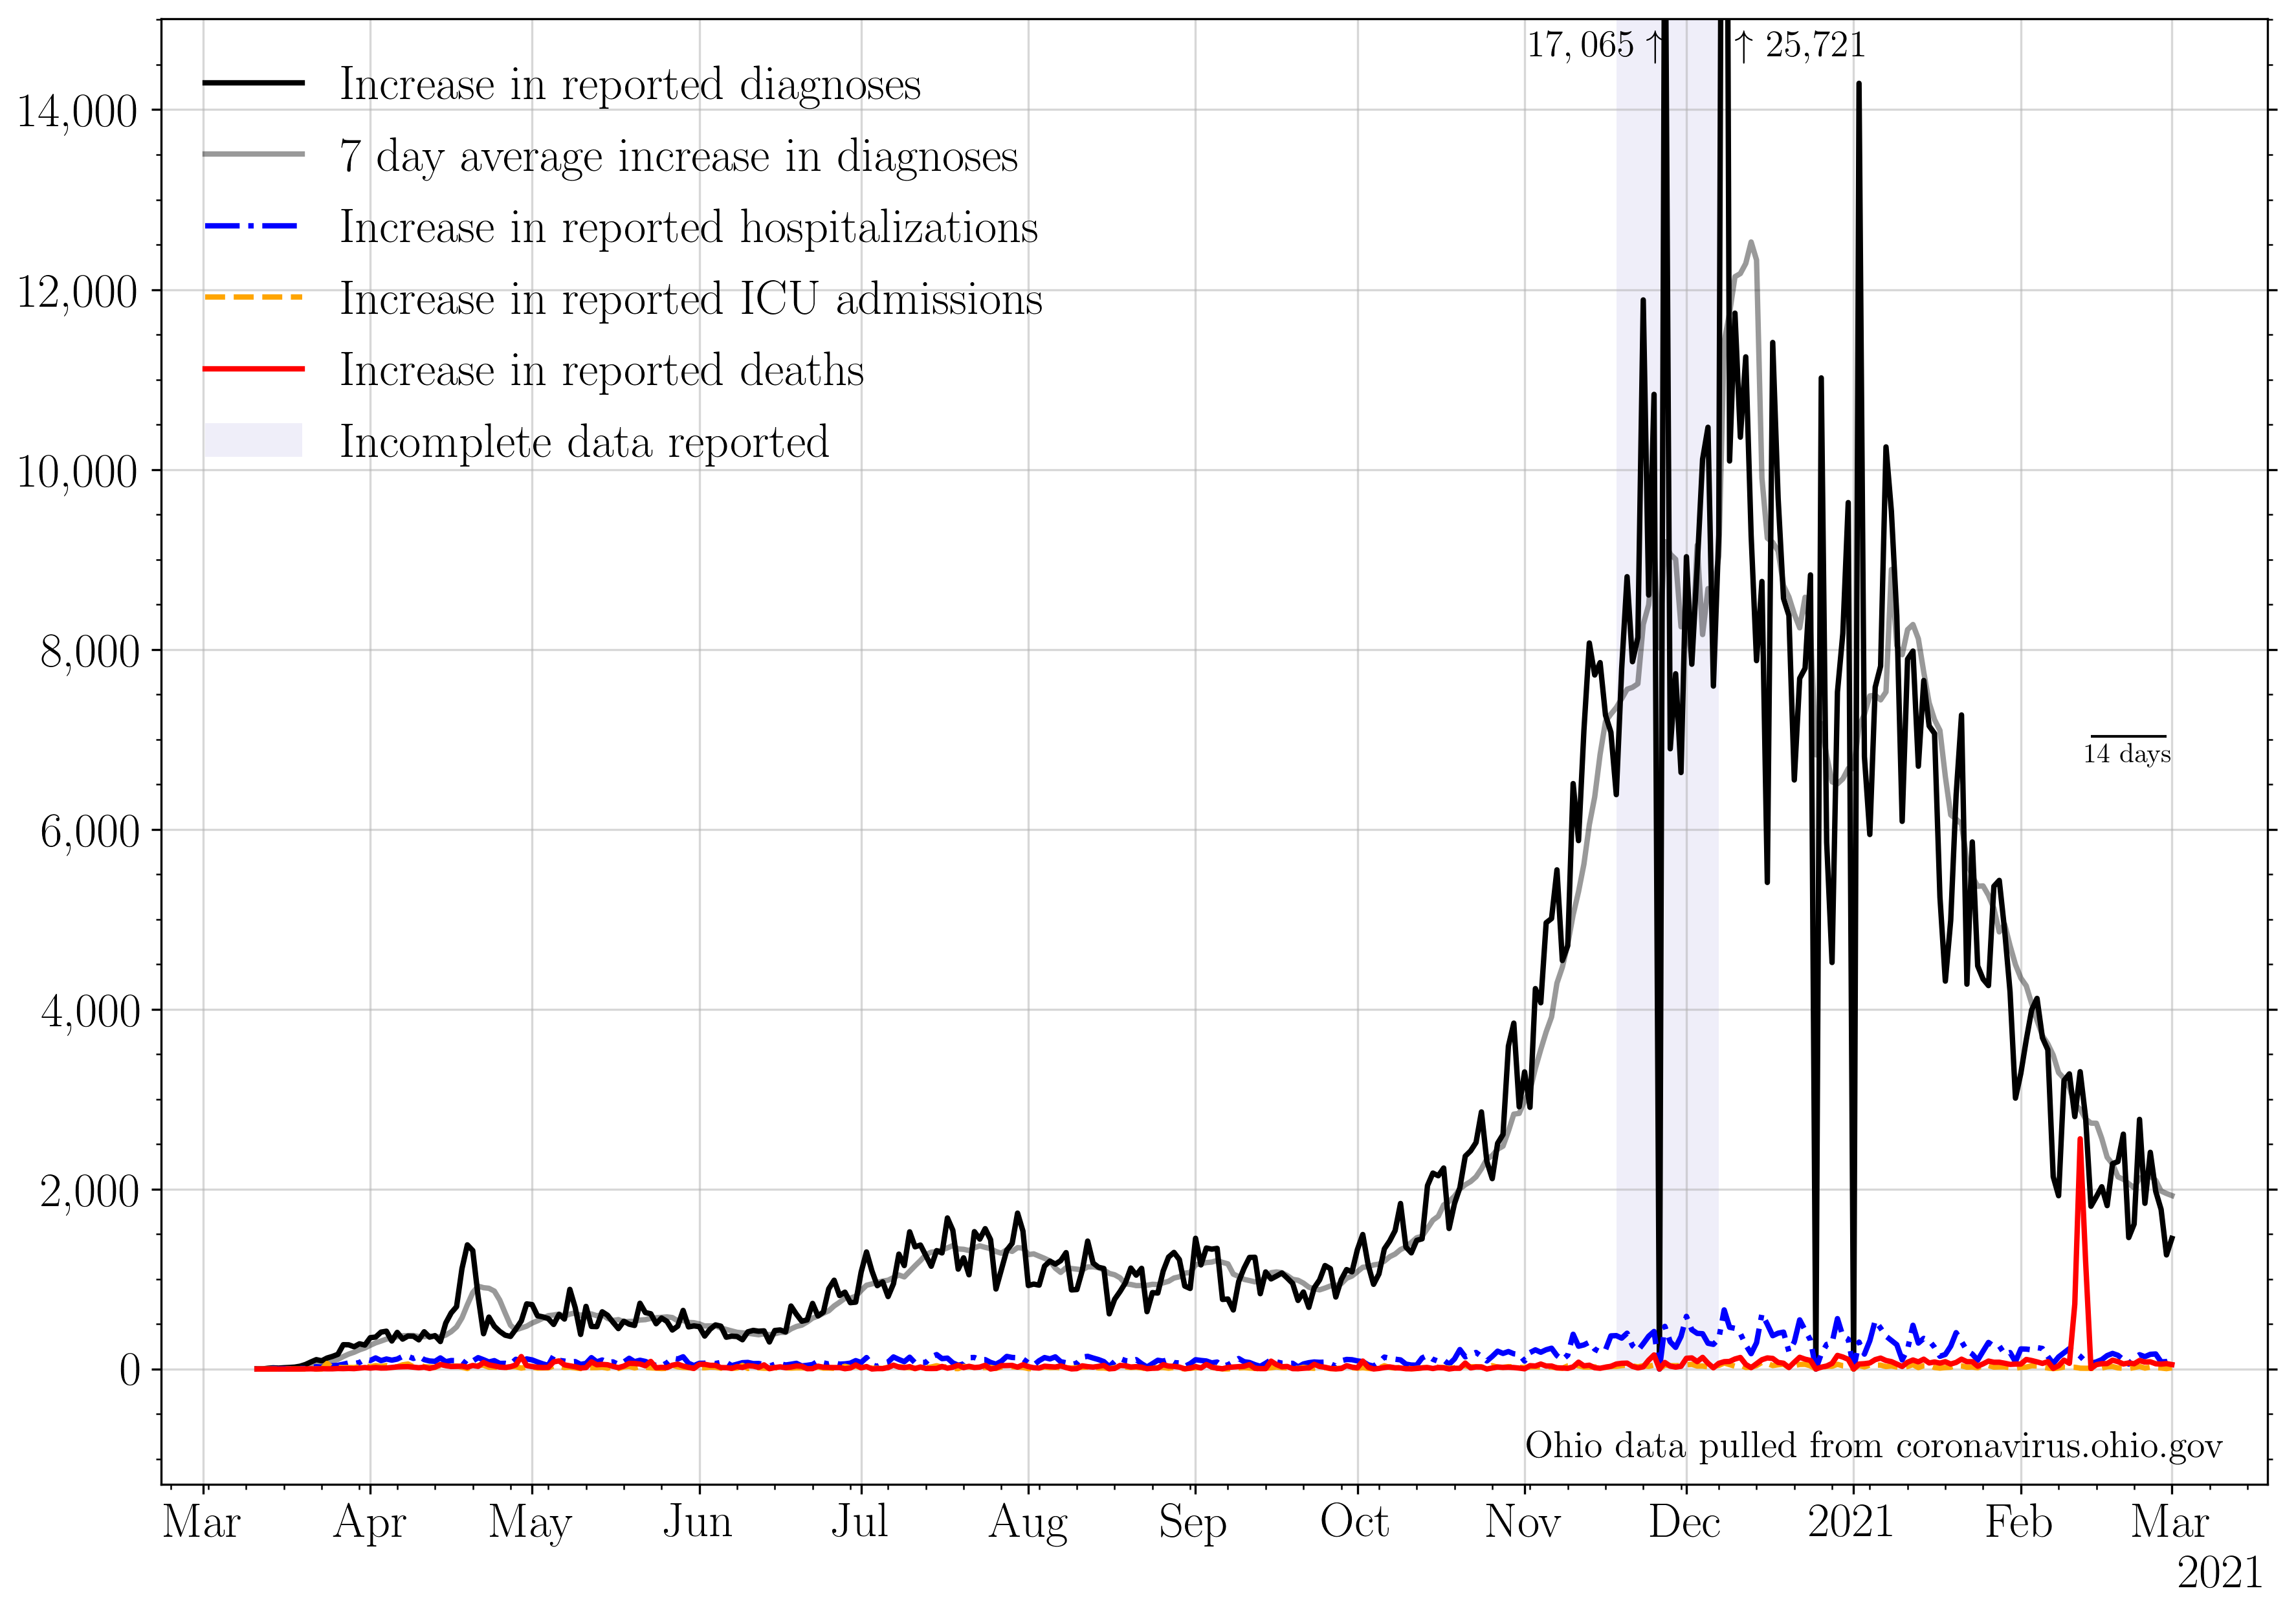 17,065 ↑ ↑ 25,721
Increase in reported diagnoses
7 day average increase in diagnoses
Increase in reported hospitalizations
Increase in reported ICU admissions
Increase in reported deaths
Incomplete data reported
14,000
12,000
10,000
8,000
6,000
4,000
2,000
0
14 days
Ohio data pulled from coronavirus.ohio.gov
Mar Apr May Jun Jul Aug Sep Oct Nov Dec 2021 Feb Mar
2021